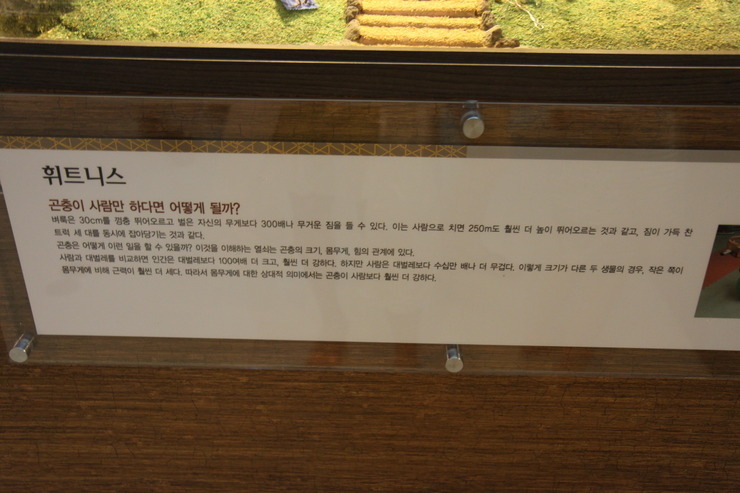 휘트니스
곤충이 사람만 하다면 어떻게 될까?
벼룩은 30cm를 껑충 뛰어오르고 벌은 자신의 무게보다 300배나 무거운 짐을 들 수 있다. 이는 사람으로 치면 250m도 훨씬 더 높이 뛰어오르는 것과 같고, 짐이 가득 찬
트럭 세 대를 동시에 잡아당기는 것과 같다.
곤충은 어떻게 이런 일을 할 수 있을까? 이것을 이해하는 열쇠는 곤충의 크기, 몸무게, 힘의 관계에 있다.
사람과 대벌레를 비교하면 인간은 대벌레보다 100여배 더 크고, 훨씬 더 강하다. 하지만 사람은 대벌레보다 수십만 배나 더 무겁다. 이렇게 크기가 다른 두 생물의 경우, 작은 쪽이
몸무게에 비해 근력이 훨씬 더 세다. 따라서 몸무게에 대한 상대적 의미에서는 곤충이 사람보다 훨씬 더 강하다.